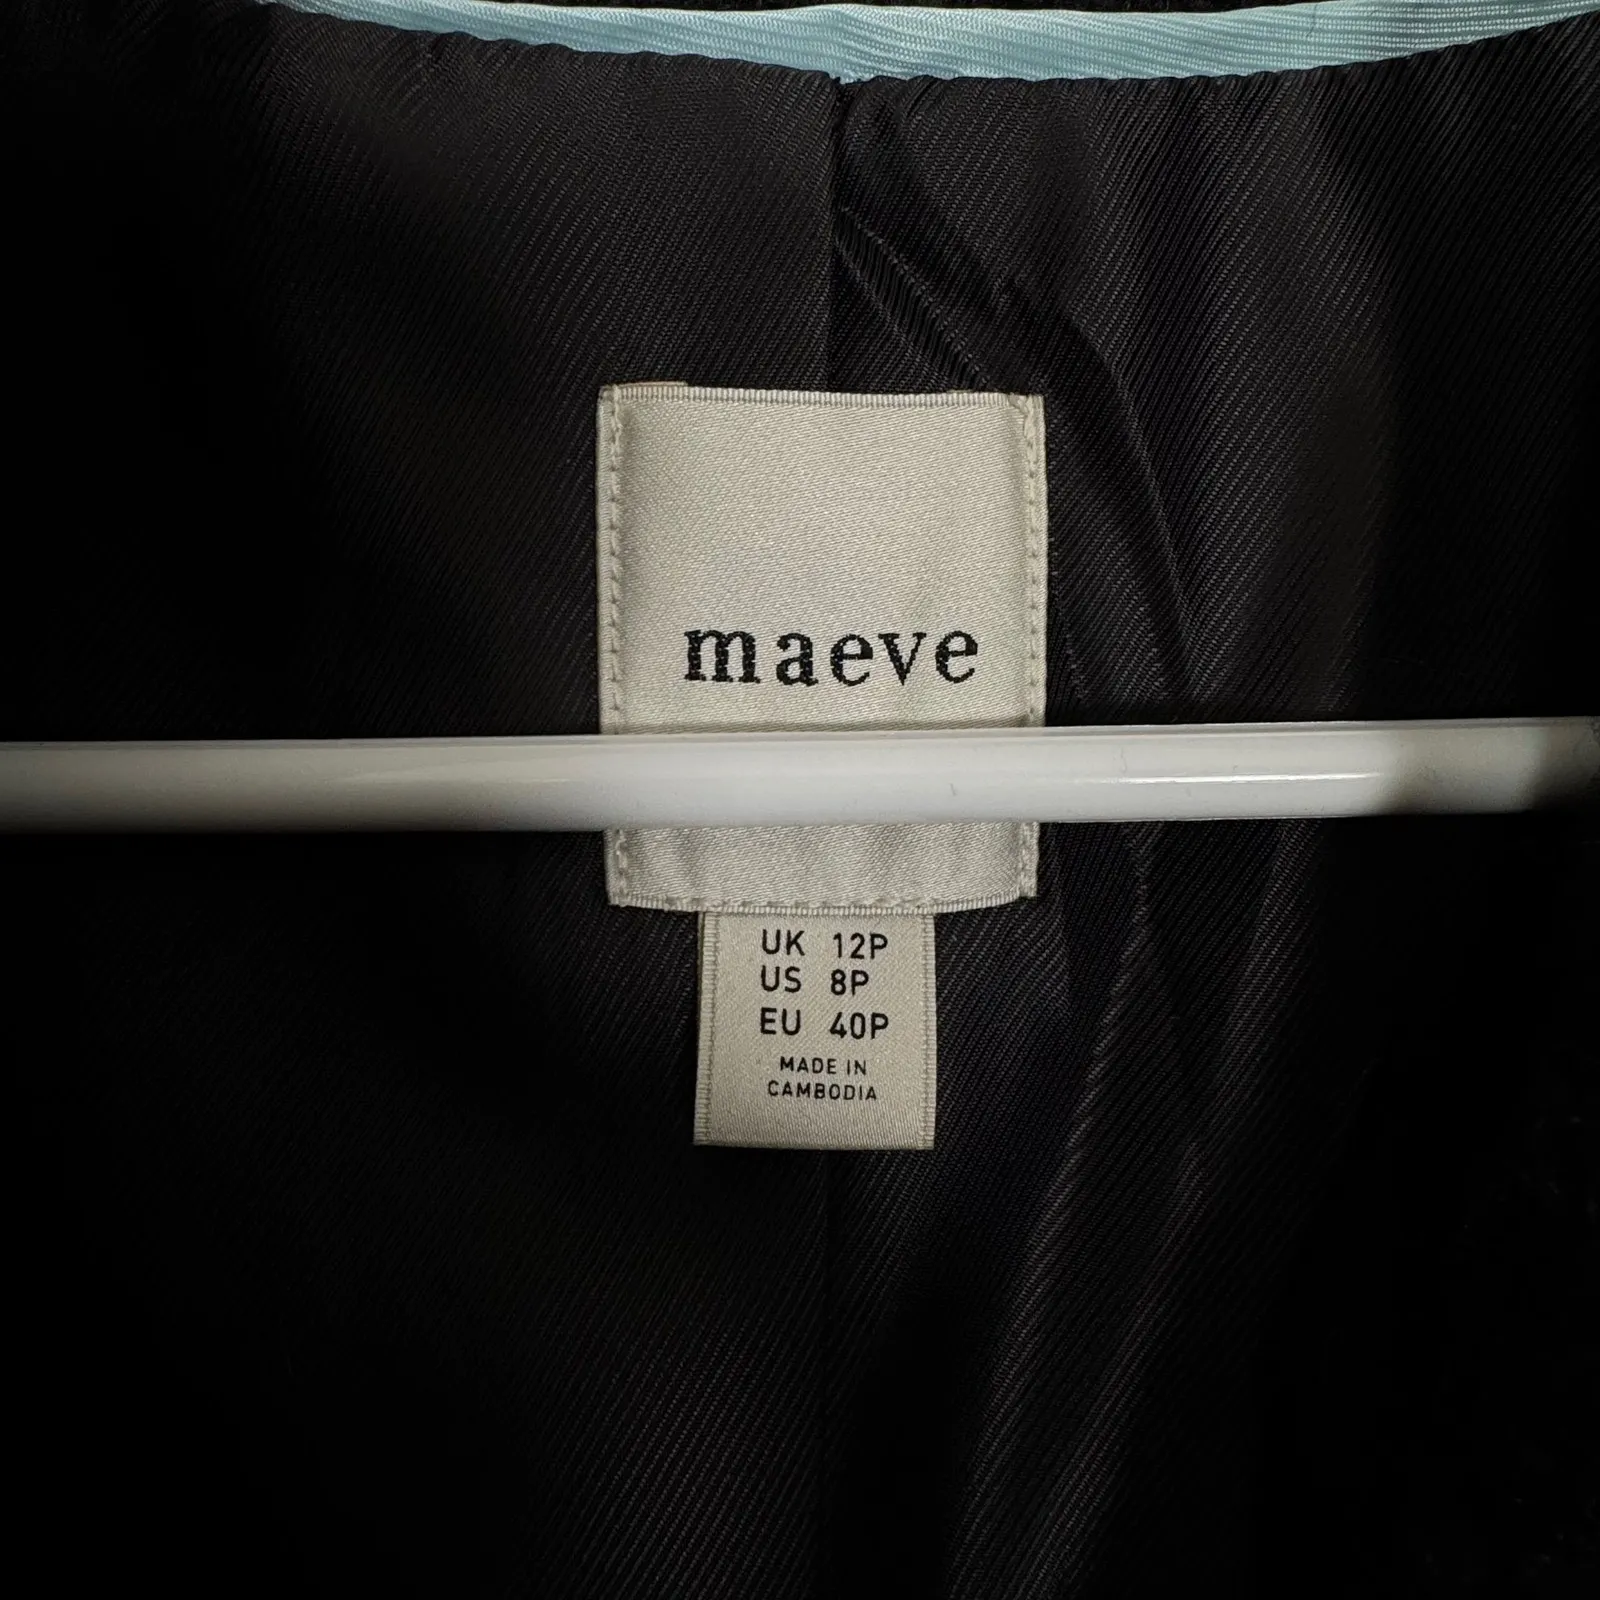 maeve
UK 12P
US 8P
EU 40P
MADE IN
CAMBODIA